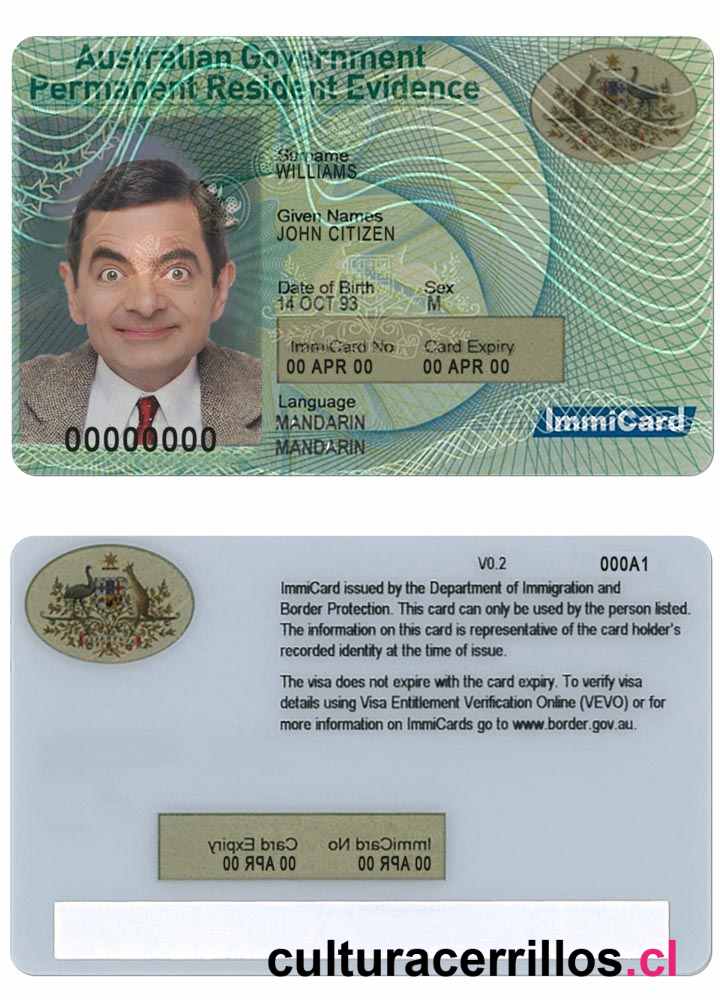 Australian Government
Permanent Resident Evidence
Surname
WILLIAMS
Given Names
JOHN CITIZEN
Date of Birth Sex
14 OCT 93 M
ImmiCard No Card Expiry
00 APR 00 00 APR 00
Language
MANDARIN
MANDARIN
00000000
ImmiCard
V0.2 000A1
ImmiCard issued by the Department of Immigration and
Border Protection. This card can only be used by the person listed.
The information on this card is representative of the card holder's
recorded identity at the time of issue.
The visa does not expire with the card expiry. To verify visa
details using Visa Entitlement Verification Online (VEVO) or for
more information on ImmiCards go to www.border.gov.au.
ImmiCard No Card Expiry
00 APR 00 00 APR 00
culturacerrillos.cl